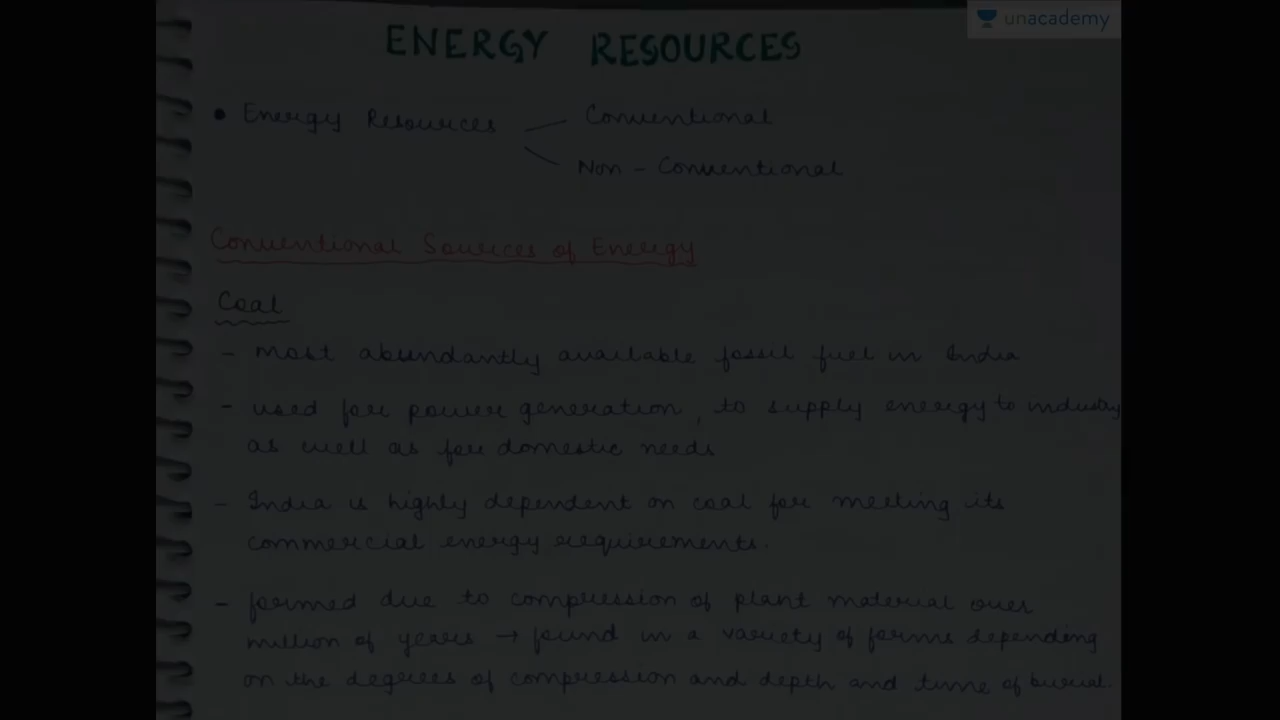 unacademy
ENERGY RESOURCES
• Energy Resources
Conventional
Non - Conventional
Conventional Sources of Energy
Coal
- most abundantly available fossil fuel in India
- used for power generation, to supply energy to industry
as well as for domestic needs
- India is highly dependent on coal for meeting its
commercial energy requirements.
- formed due to compression of plant material over
million of years → found in a variety of forms depending
on the degrees of compression and depth and time of burial.